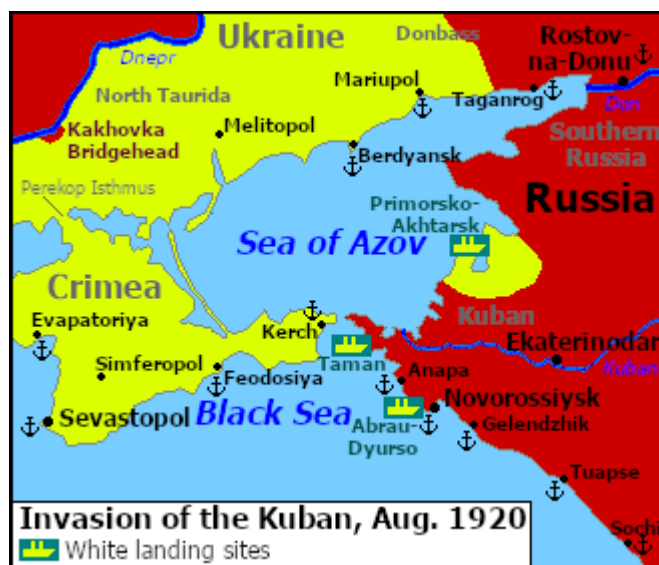 Ukraine
Donbass
Rostov-
na-Donu
Dnepr
Mariupol
Taganrog
Don
North Taurida
Kakhovka
Bridgehead
Melitopol
Berdyansk
Southern
Russia
Perekop Isthmus
Primorsko-
Akhtarsk
Russia
Sea of Azov
Crimea
Evapatoriya
Kerch
Kuban
Ekaterinodar
Taman
Kuban
Simferopol
Feodosiya
Anapa
Sevastopol
Black Sea
Novorossiysk
Abrau-
Dyurso
Gelendzhik
Tuapse
Invasion of the Kuban, Aug. 1920
White landing sites
Sochi